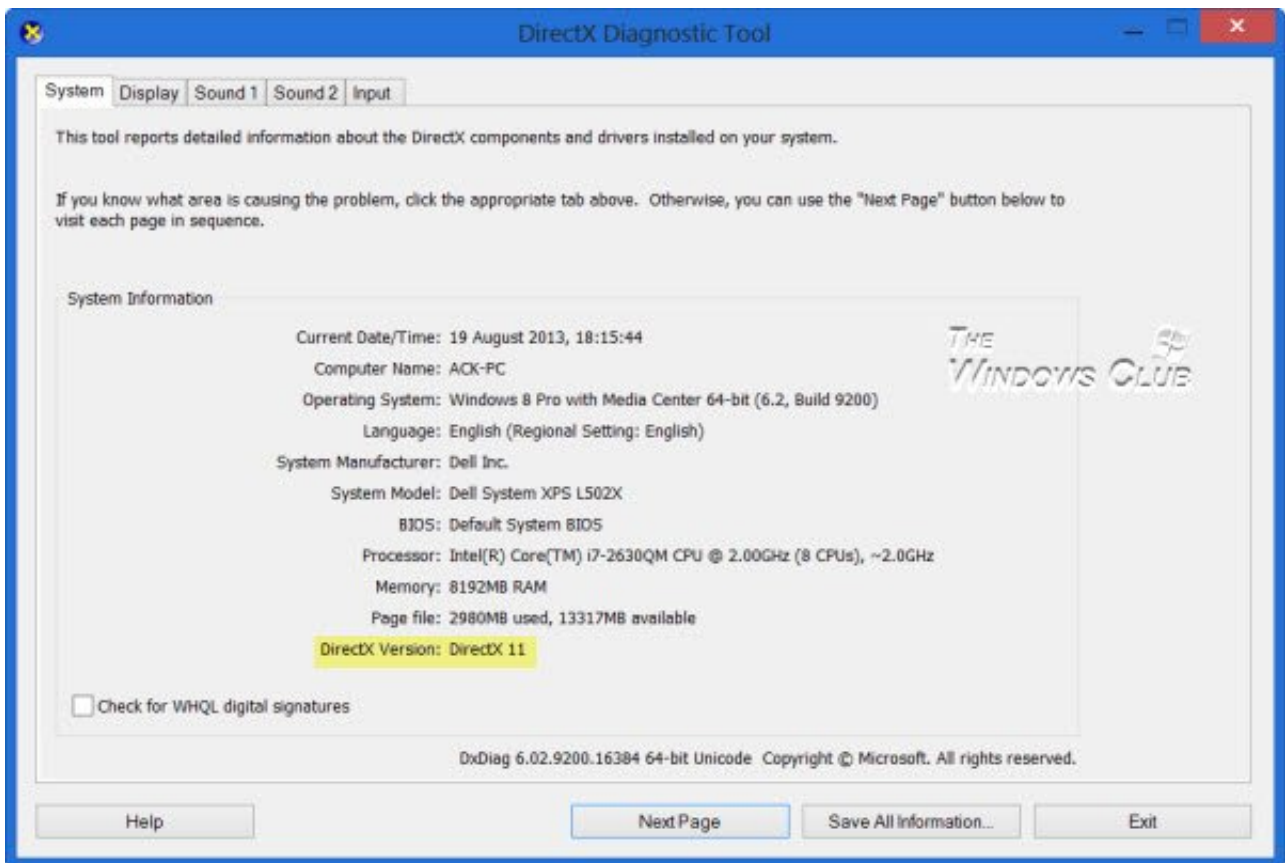 DirectX Diagnostic Tool
System Display Sound 1 Sound 2 Input
This tool reports detailed information about the DirectX components and drivers installed on your system.
If you know what area is causing the problem, click the appropriate tab above. Otherwise, you can use the "Next Page" button below to
visit each page in sequence.
System Information
Current Date/Time: 19 August 2013, 18:15:44
Computer Name: ACK-PC
Operating System: Windows 8 Pro with Media Center 64-bit (6.2, Build 9200)
Language: English (Regional Setting: English)
System Manufacturer: Dell Inc.
System Model: Dell System XPS L502X
BIOS: Default System BIOS
Processor: Intel(R) Core(TM) i7-2630QM CPU @ 2.00GHz (8 CPUs), ~2.0GHz
Memory: 8192MB RAM
Page file: 2980MB used, 13317MB available
DirectX Version: DirectX 11
The
Windows Club
Check for WHQL digital signatures
DxDiag 6.02.9200.16384 64-bit Unicode Copyright © Microsoft. All rights reserved.
Help Next Page Save All Information... Exit